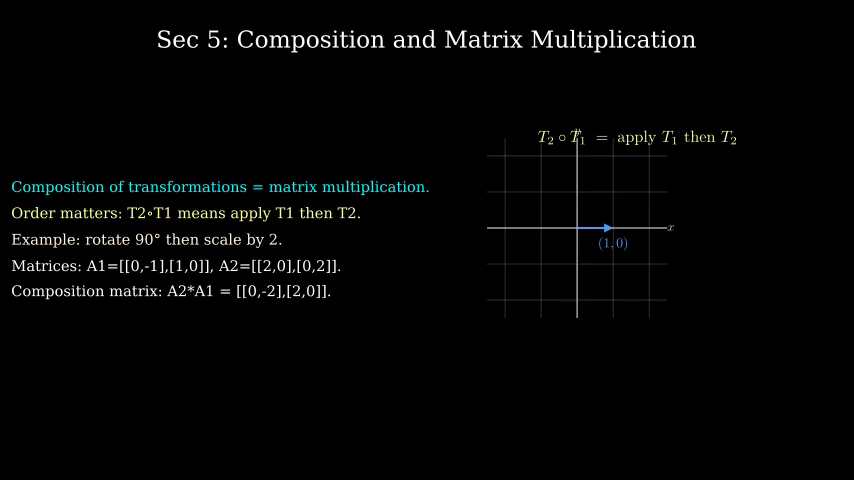 Sec 5: Composition and Matrix Multiplication
T₂ ∘ T₁ = apply T₁ then T₂
Composition of transformations = matrix multiplication.
Order matters: T2∘T1 means apply T1 then T2.
Example: rotate 90° then scale by 2.
Matrices: A1=[[0,-1],[1,0]], A2=[[2,0],[0,2]].
Composition matrix: A2*A1 = [[0,-2],[2,0]].
x
(1, 0)